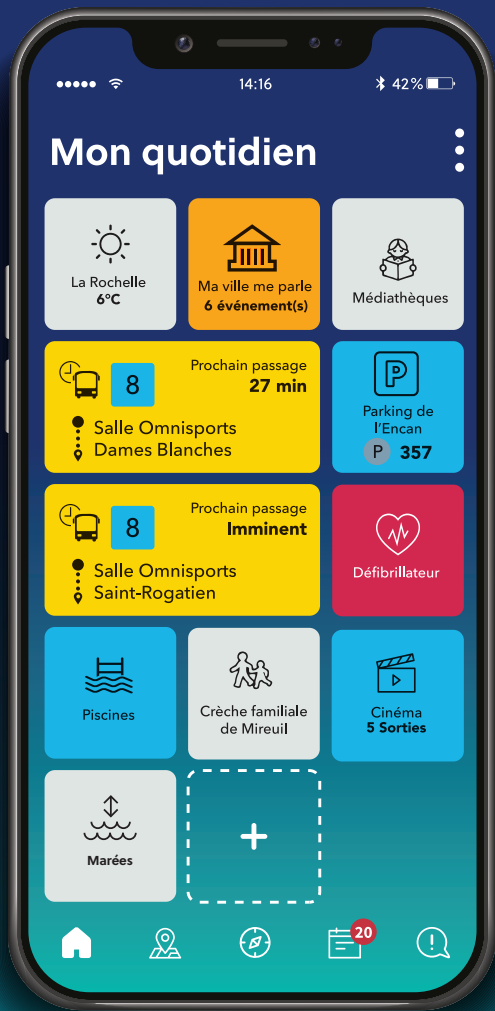 14:16
42%
Mon quotidien
La Rochelle
6°C
Ma ville me parle
6 événement(s)
Médiathèques
8
Prochain passage
27 min
Salle Omnisports
Dames Blanches
P
Parking de
l'Encan
P 357
8
Prochain passage
Imminent
Salle Omnisports
Saint-Rogatien
Défibrillateur
Piscines
Crèche familiale
de Mireuil
Cinéma
5 Sorties
Marées
+
20